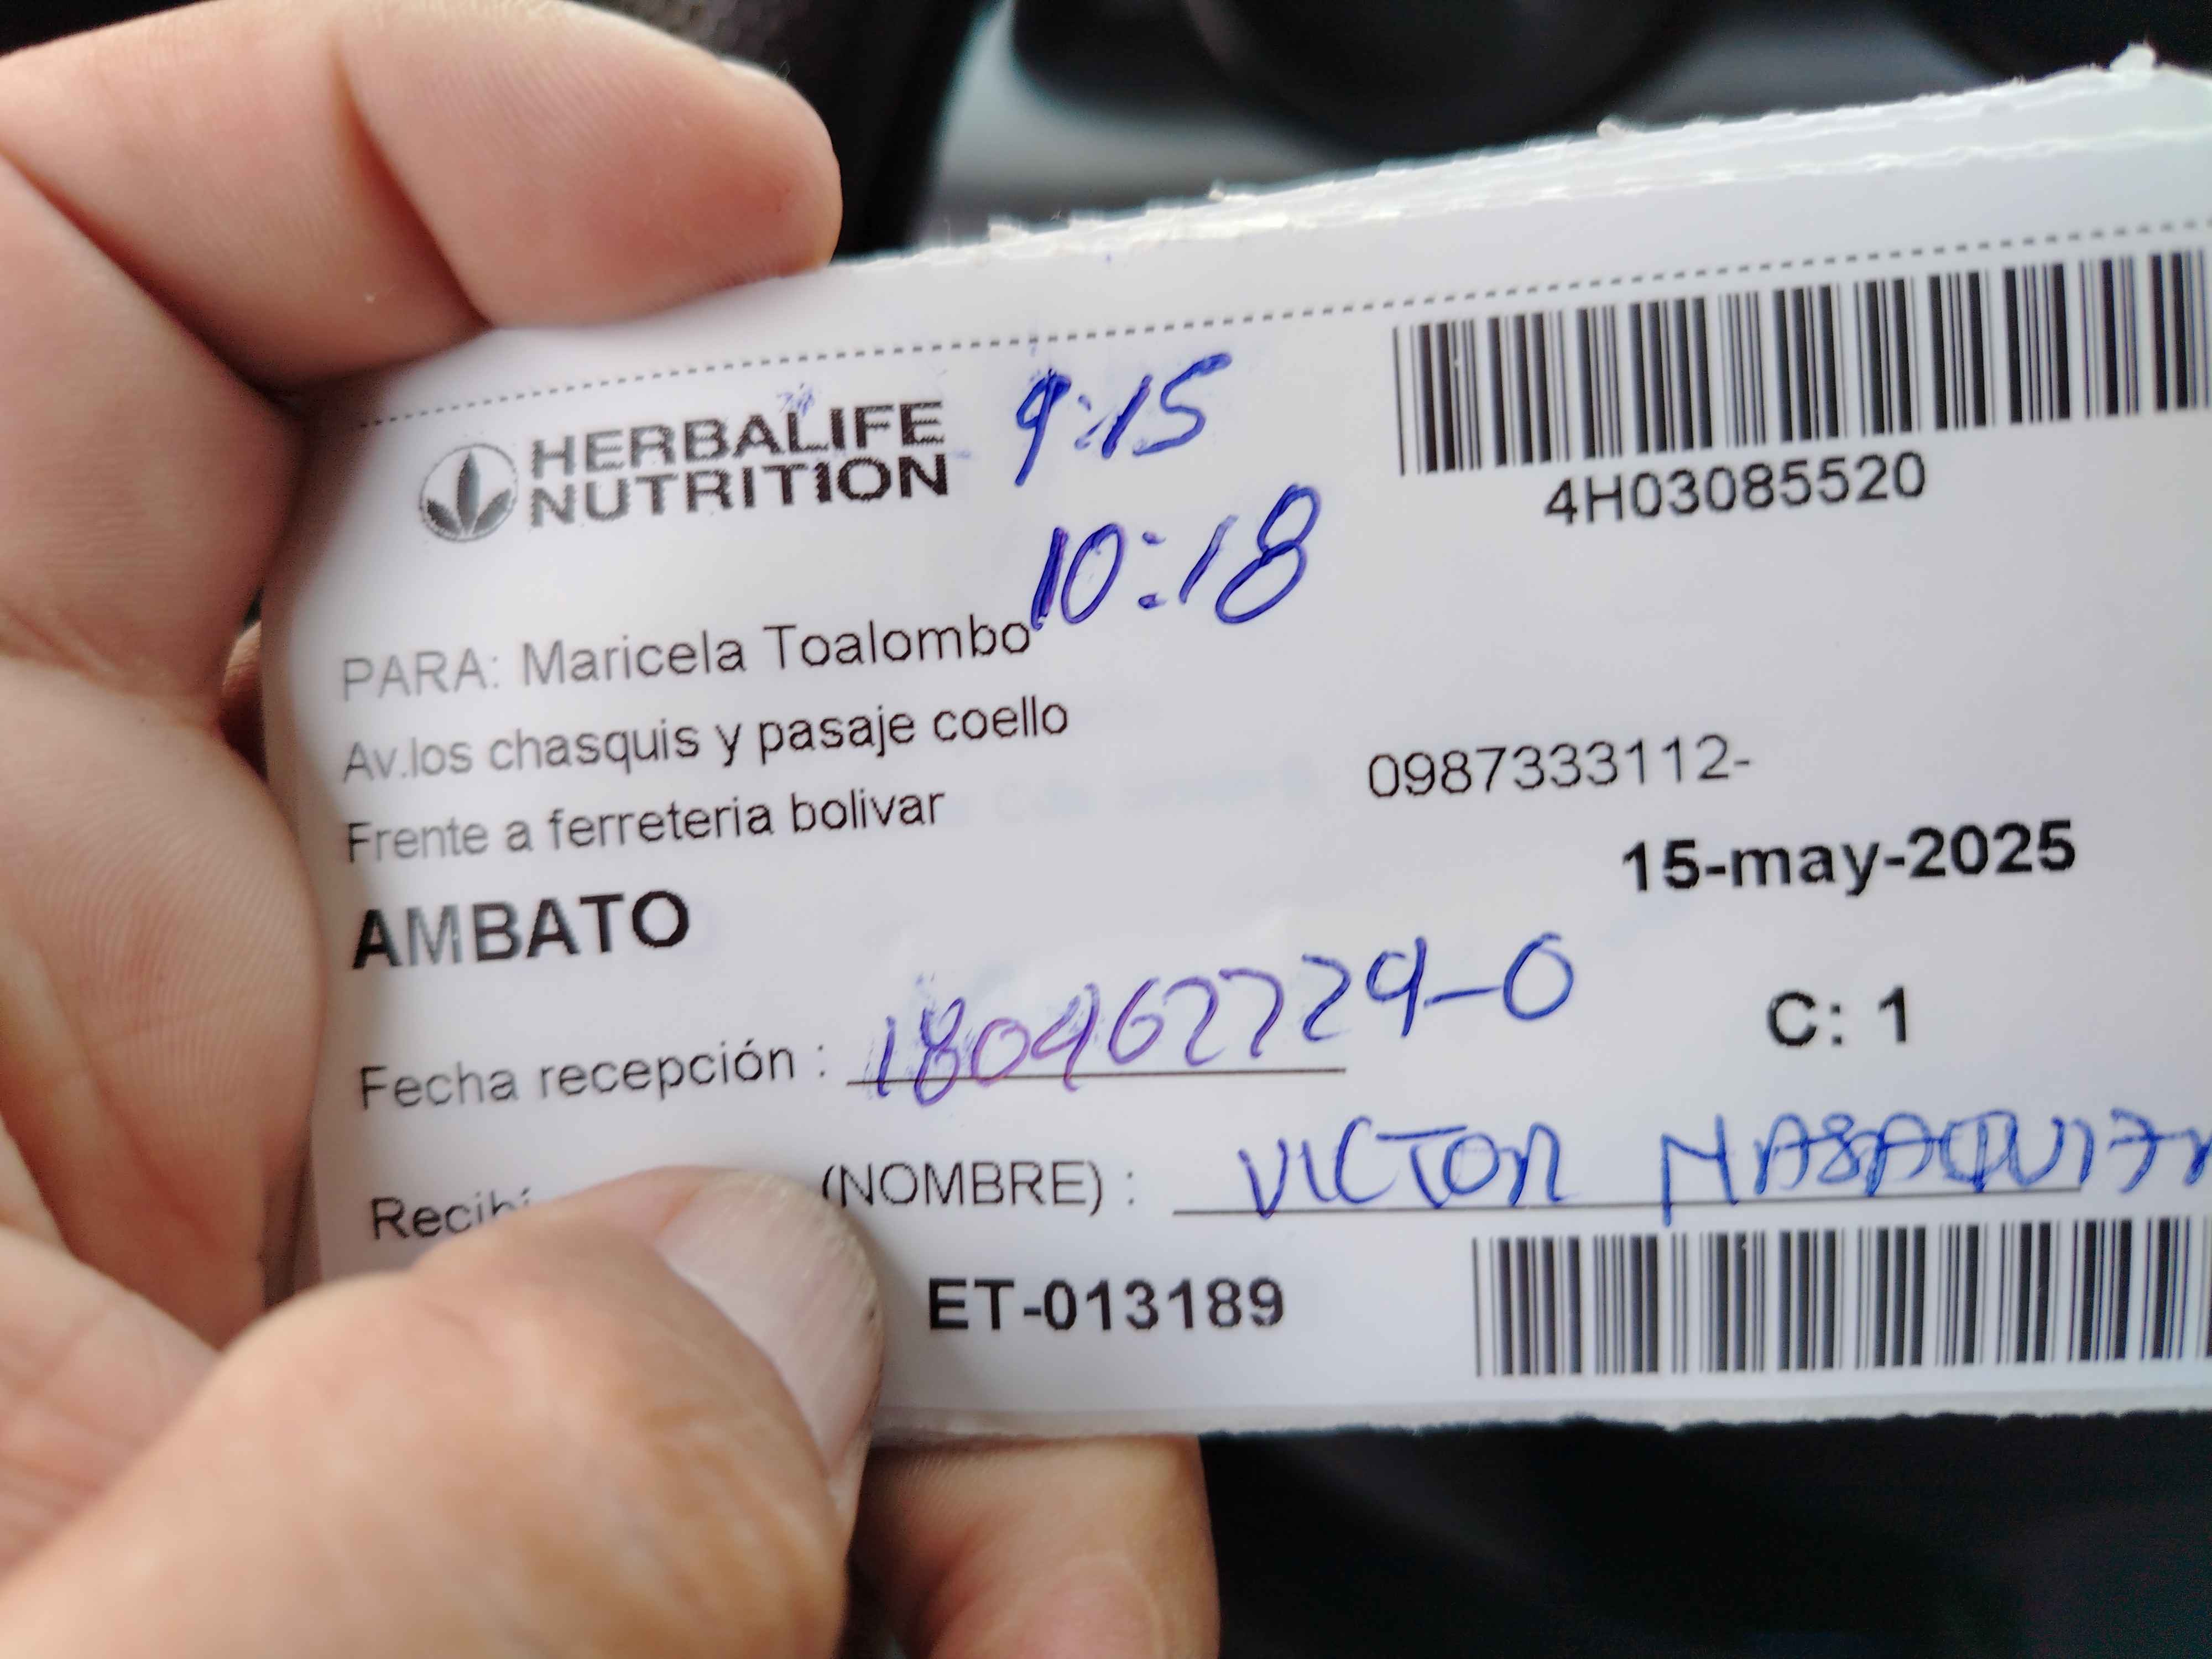 HERBALIFE
NUTRITION
9:15
10:18
4H03085520
PARA: Maricela Toalombo
Av.los chasquis y pasaje coello
0987333112-
Frente a ferreteria bolivar
15-may-2025
AMBATO
C: 1
Fecha recepción : 180462729-0
(NOMBRE) : VICTOR
ET-013189